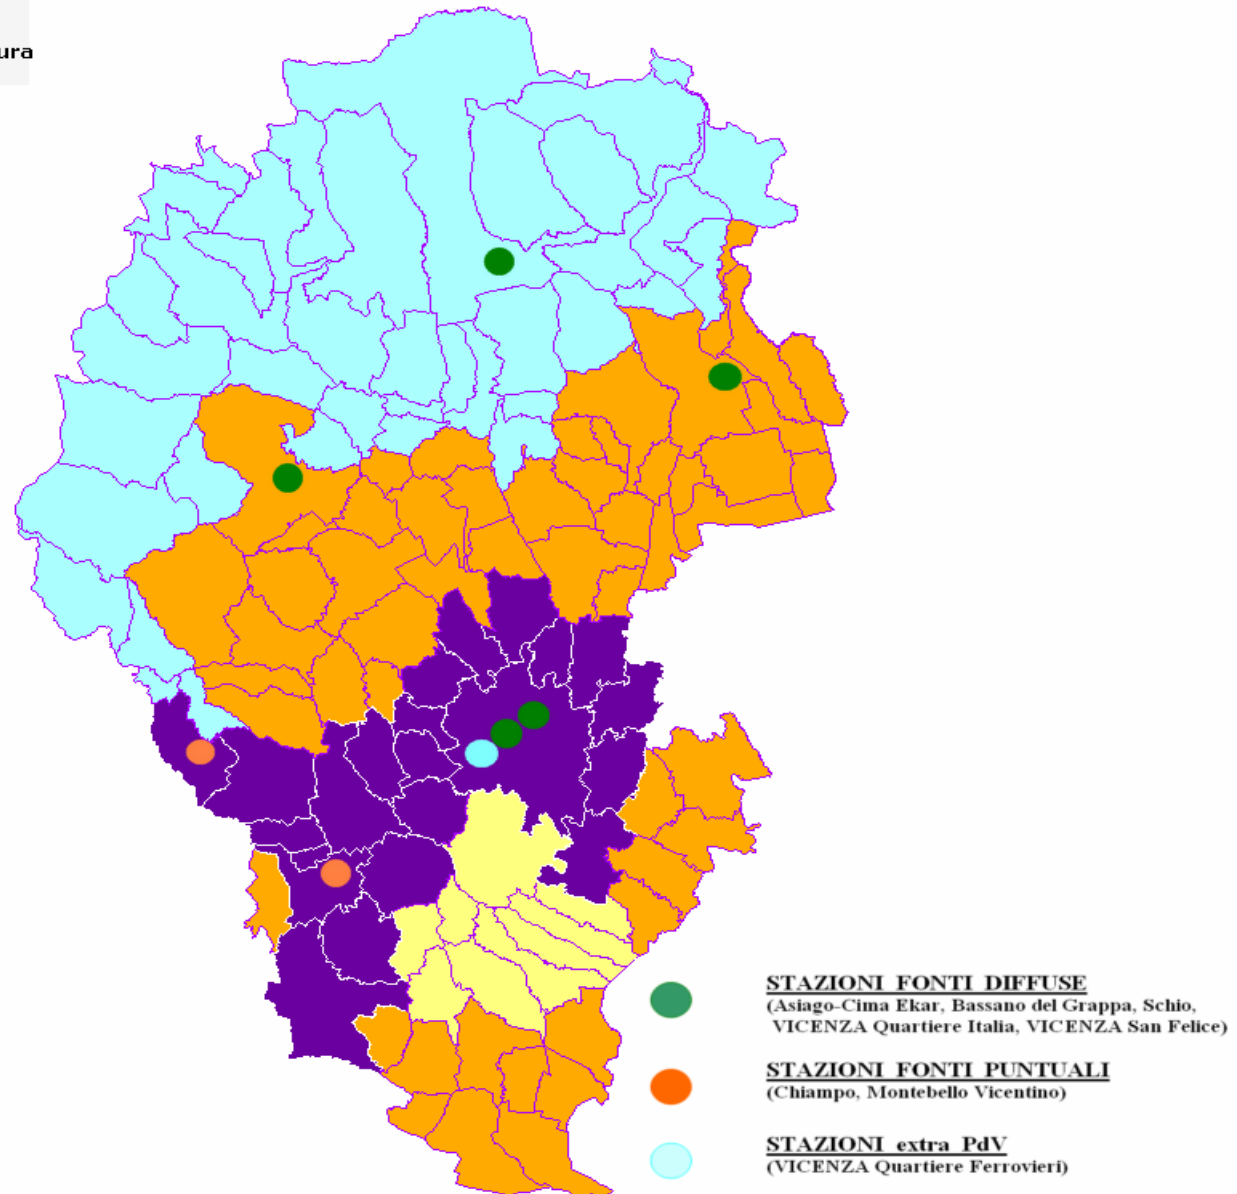 ura
STAZIONI FONTI DIFFUSE
(Asiago-Cima Ekar, Bassano del Grappa, Schio,
VICENZA Quartiere Italia, VICENZA San Felice)
STAZIONI FONTI PUNTUALI
(Chiampo, Montebello Vicentino)
STAZIONI extra PdV
(VICENZA Quartiere Ferrovieri)